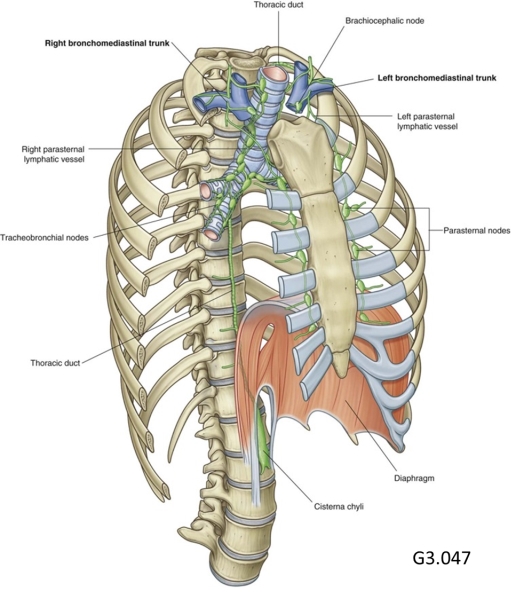 Thoracic duct
Brachiocephalic node
Right bronchomediastinal trunk
Left bronchomediastinal trunk
Left parasternal
lymphatic vessel
Right parasternal
lymphatic vessel
Parasternal nodes
Tracheobronchial nodes
Thoracic duct
Diaphragm
Cisterna chyli
G3.047